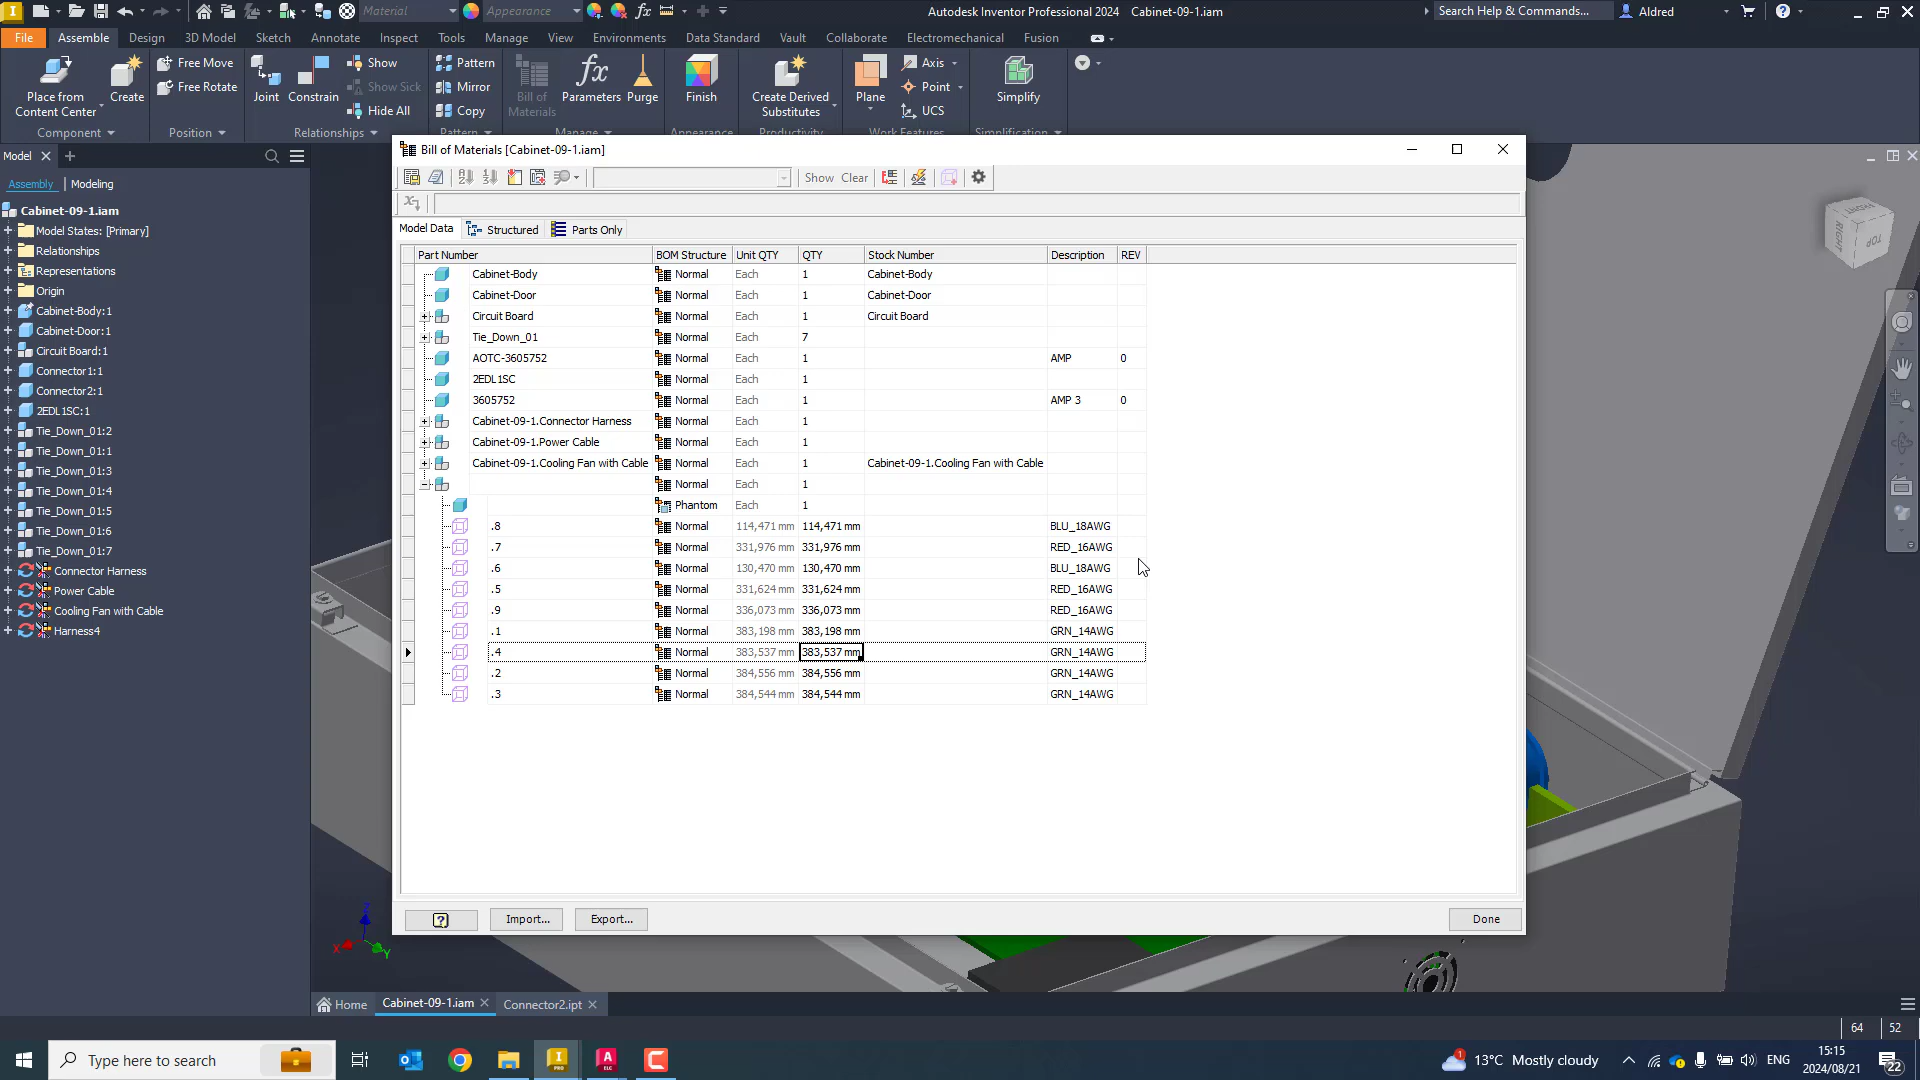 Material
Appearance
Autodesk Inventor Professional 2024 Cabinet-09-1.iam
Search Help & Commands...
Aldred
File Assemble Design 3D Model Sketch Annotate Inspect Tools Manage View Environments Data Standard Vault Collaborate Electromechanical Fusion
Place from Content Center
Create
Free Move
Free Rotate
Joint
Constrain
Show
Show Sick
Hide All
Pattern
Mirror
Copy
Bill of Materials
Parameters
Purge
Finish
Create Derived Substitutes
Plane
Axis
Point
UCS
Simplify
Component Position Relationships Pattern Manage Appearance Productivity Work Features Simplification
Model
Assembly Modeling
Cabinet-09-1.iam
Model States: [Primary]
Relationships
Representations
Origin
Cabinet-Body:1
Cabinet-Door:1
Circuit Board:1
Connector1:1
Connector2:1
2EDL1SC:1
Tie_Down_01:2
Tie_Down_01:1
Tie_Down_01:3
Tie_Down_01:4
Tie_Down_01:5
Tie_Down_01:6
Tie_Down_01:7
Connector Harness
Power Cable
Cooling Fan with Cable
Harness4
Bill of Materials [Cabinet-09-1.iam]
Show Clear
Model Data Structured Parts Only
Part Number BOM Structure Unit QTY QTY Stock Number Description REV
Cabinet-Body Normal Each 1 Cabinet-Body
Cabinet-Door Normal Each 1 Cabinet-Door
Circuit Board Normal Each 1 Circuit Board
Tie_Down_01 Normal Each 7
AOTC-3605752 Normal Each 1 AMP 0
2EDL1SC Normal Each 1
3605752 Normal Each 1 AMP 3 0
Cabinet-09-1.Connector Harness Normal Each 1
Cabinet-09-1.Power Cable Normal Each 1
Cabinet-09-1.Cooling Fan with Cable Normal Each 1 Cabinet-09-1.Cooling Fan with Cable
Normal Each 1
Phantom Each 1
.8 Normal 114,471 mm 114,471 mm BLU_18AWG
.7 Normal 331,976 mm 331,976 mm RED_16AWG
.6 Normal 130,470 mm 130,470 mm BLU_18AWG
.5 Normal 331,624 mm 331,624 mm RED_16AWG
.9 Normal 336,073 mm 336,073 mm RED_16AWG
.1 Normal 383,198 mm 383,198 mm GRN_14AWG
.4 Normal 383,537 mm 383,537 mm GRN_14AWG
.2 Normal 384,556 mm 384,556 mm GRN_14AWG
.3 Normal 384,544 mm 384,544 mm GRN_14AWG
Import... Export... Done
FRONT
RIGHT
TOP
Z
X
Y
Home Cabinet-09-1.iam Connector2.ipt
64 52
Type here to search
13°C Mostly cloudy
ENG
15:15
2024/08/21
22